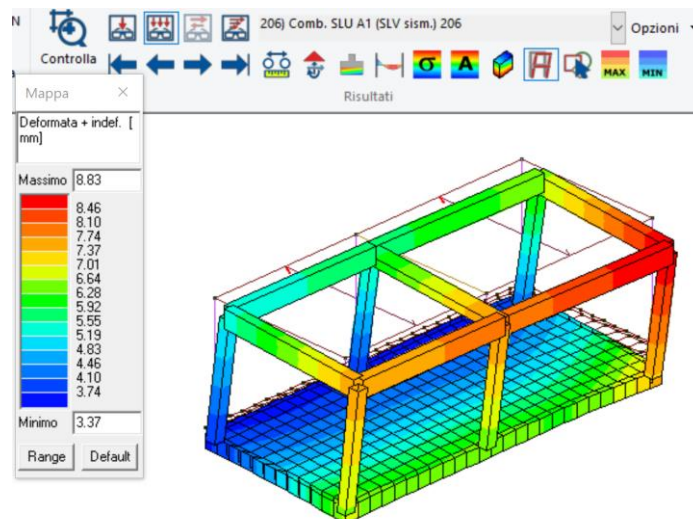 N
206) Comb. SLU A1 (SLV sism.) 206
Opzioni
Controlla
a
σ
A
MAX
MIN
Risultati
Mappa
Deformata + indef. [
mm]
Massimo 8.83
8.46
8.10
7.74
7.37
7.01
6.64
6.28
5.92
5.55
5.19
4.83
4.46
4.10
3.74
Minimo 3.37
Range Default